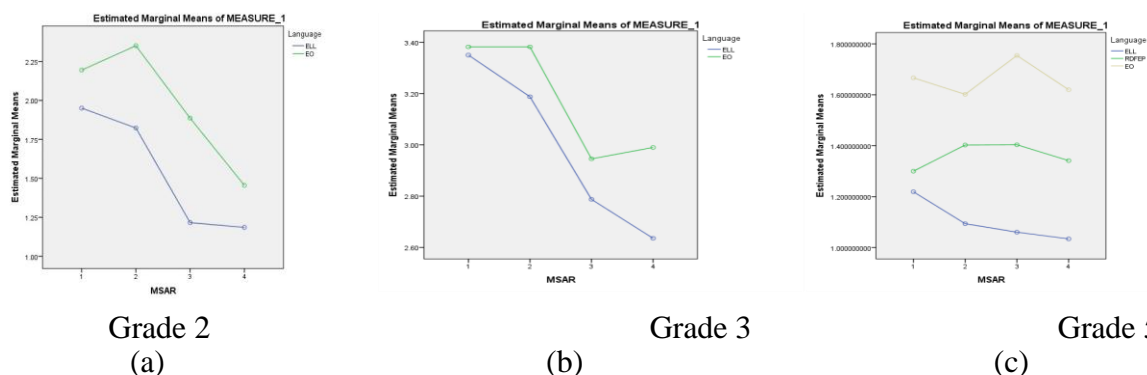 Estimated Marginal Means of MEASURE_1
Language
ELL
EO
Estimated Marginal Means
2.25
2.00
1.75
1.50
1.25
1.00
1 2 3 4
MSAR
Grade 2
(a)
Estimated Marginal Means of MEASURE_1
Language
ELL
EO
Estimated Marginal Means
3.40
3.20
3.00
2.80
2.60
1 2 3 4
MSAR
Grade 3
(b)
Estimated Marginal Means of MEASURE_1
Language
ELL
RDFEP
EO
Estimated Marginal Means
1.800000000
1.600000000
1.400000000
1.200000000
1.000000000
1 2 3 4
MSAR
Grade
(c)